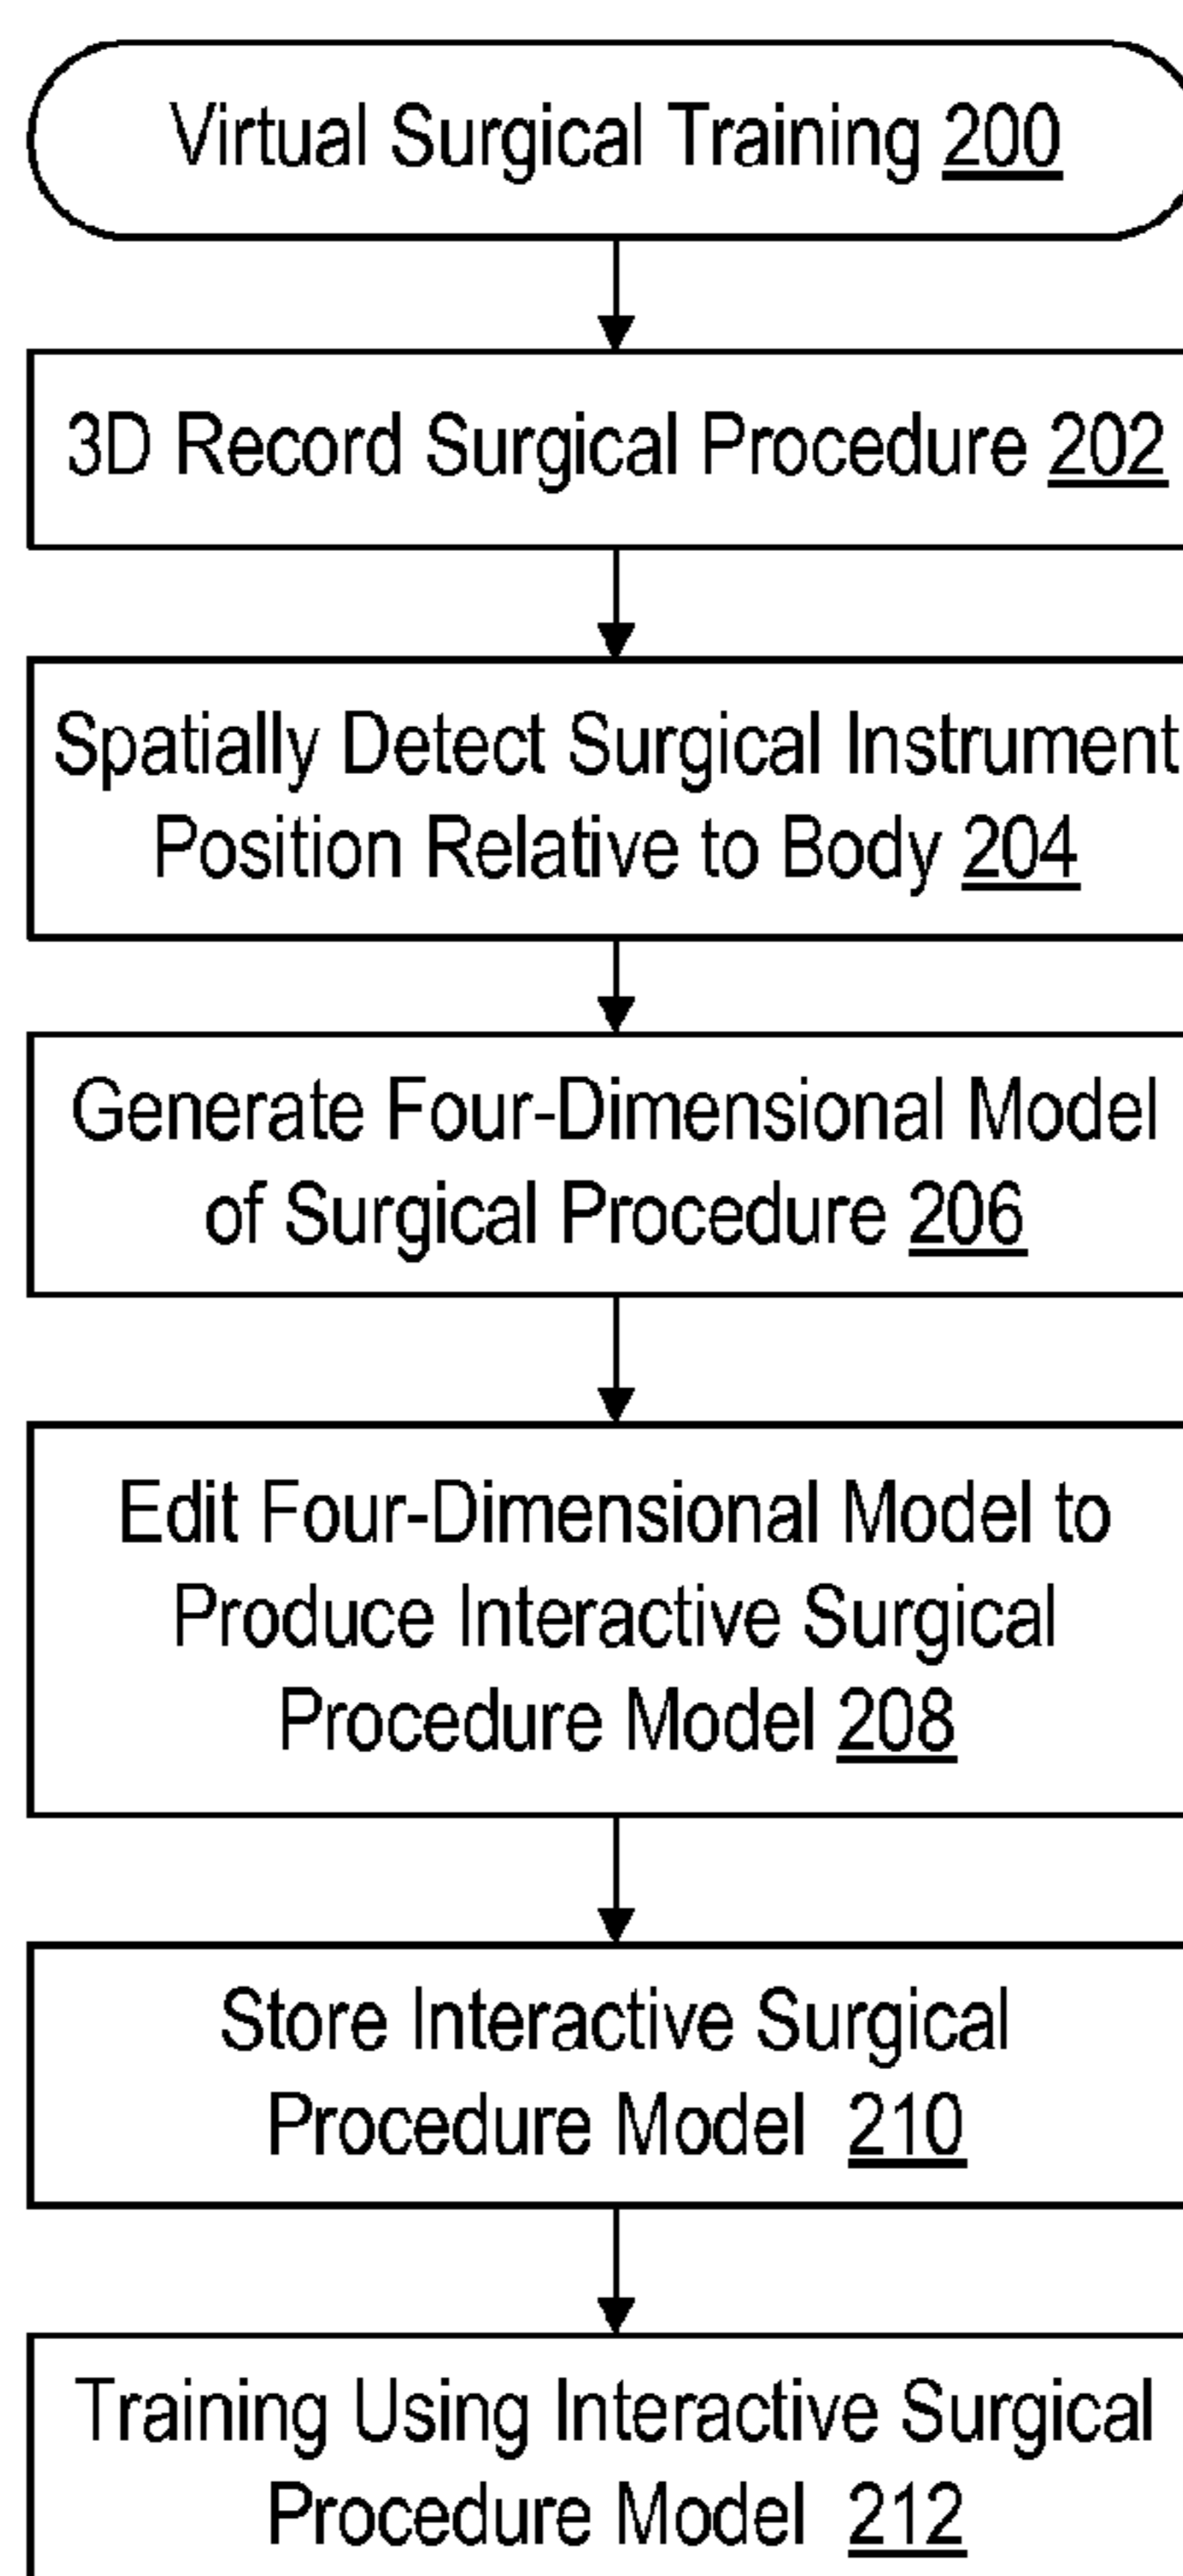 Virtual Surgical Training 200
3D Record Surgical Procedure 202
Spatially Detect Surgical Instrument
Position Relative to Body 204
Generate Four-Dimensional Model
of Surgical Procedure 206
Edit Four-Dimensional Model to
Produce Interactive Surgical
Procedure Model 208
Store Interactive Surgical
Procedure Model 210
Training Using Interactive Surgical
Procedure Model 212